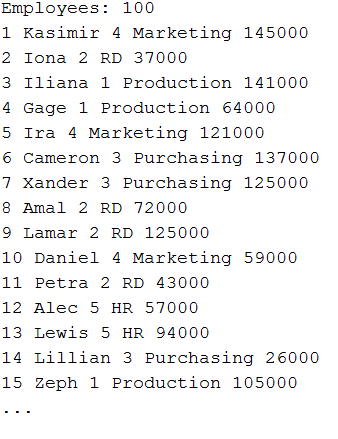 Employees: 100
1 Kasimir 4 Marketing 145000
2 Iona 2 RD 37000
3 Iliana 1 Production 141000
4 Gage 1 Production 64000
5 Ira 4 Marketing 121000
6 Cameron 3 Purchasing 137000
7 Xander 3 Purchasing 125000
8 Amal 2 RD 72000
9 Lamar 2 RD 125000
10 Daniel 4 Marketing 59000
11 Petra 2 RD 43000
12 Alec 5 HR 57000
13 Lewis 5 HR 94000
14 Lillian 3 Purchasing 26000
15 Zeph 1 Production 105000
...